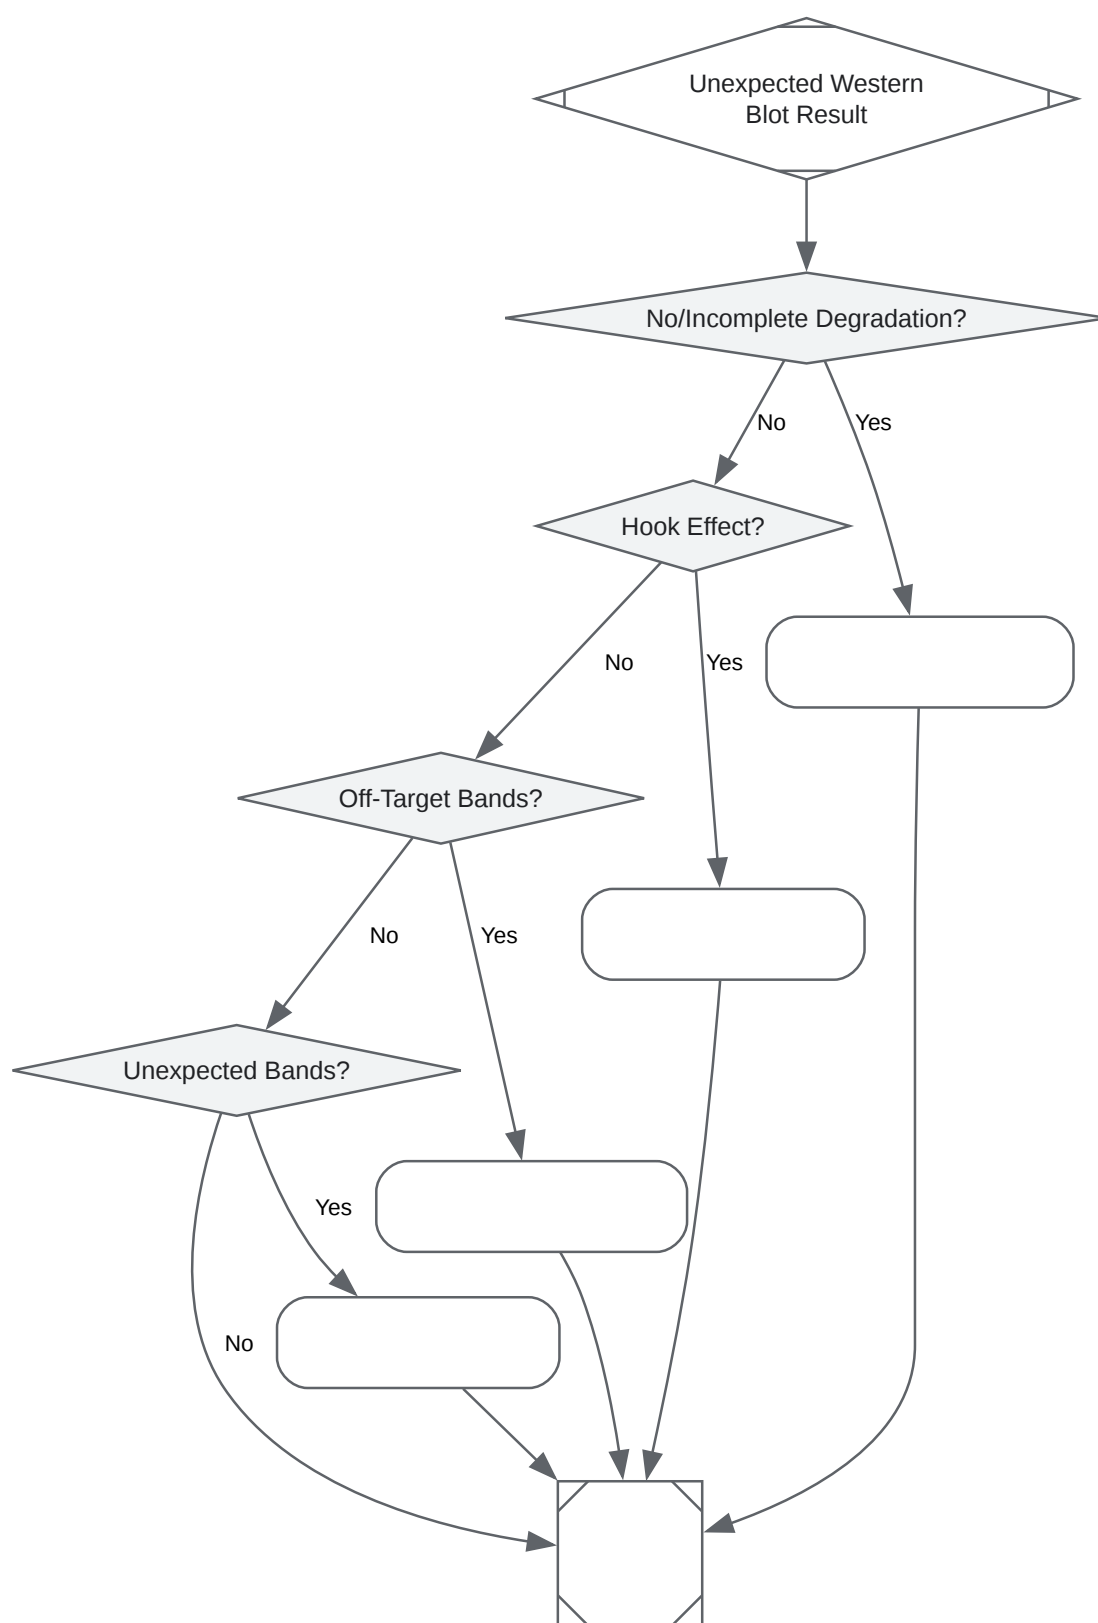 Unexpected Western
Blot Result
No/Incomplete Degradation?
No
Yes
Hook Effect?
No
Yes
Off-Target Bands?
No
Yes
Unexpected Bands?
Yes
No